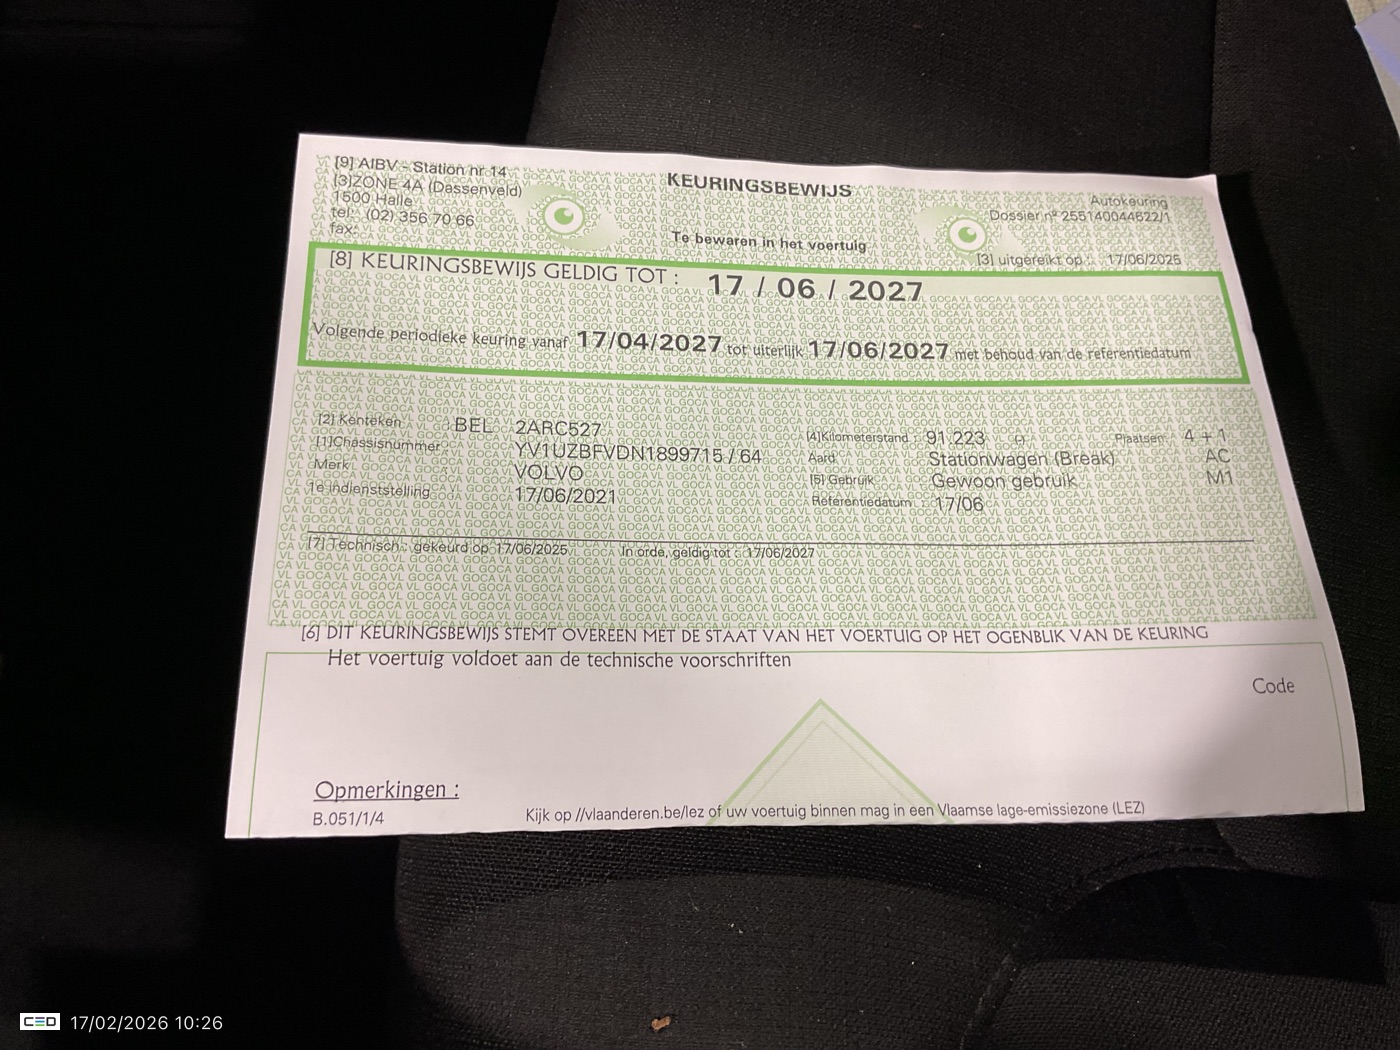 [9] AIBV - Station nr 14
[3]ZONE 4A (Dassenveld)
1500 Halle
tel: (02) 356 70 66
fax:
KEURINGSBEWIJS
Te bewaren in het voertuig
Autokeuring
Dossier nº 255140044622/1
[3] uitgereikt op : 17/06/2025
[8] KEURINGSBEWIJS GELDIG TOT : 17 / 06 / 2027
Volgende periodieke keuring vanaf 17/04/2027 tot uiterlijk 17/06/2027 met behoud van de referentiedatum
[2] Kenteken : BEL 2ARC527
[1]Chassisnummer : YV1UZBFVDN1899715 / 64
Merk : VOLVO
1e indienststelling 17/06/2021
[4]Kilometerstand : 91.223 Plaatsen: 4 + 1
Aard Stationwagen (Break) AC
[5] Gebruik Gewoon gebruik M1
Referentiedatum : 17/06
[7] Technisch : gekeurd op 17/06/2025 In orde, geldig tot : 17/06/2027
[6] DIT KEURINGSBEWIJS STEMT OVEREEN MET DE STAAT VAN HET VOERTUIG OP HET OGENBLIK VAN DE KEURING
Het voertuig voldoet aan de technische voorschriften
Code
Opmerkingen :
B.051/1/4 Kijk op //vlaanderen.be/lez of uw voertuig binnen mag in een Vlaamse lage-emissiezone (LEZ)
CED 17/02/2026 10:26